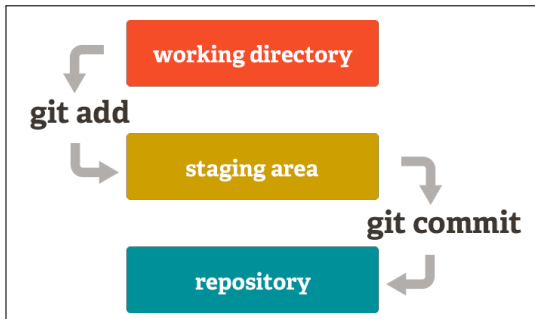 working directory
git add
staging area
git commit
repository